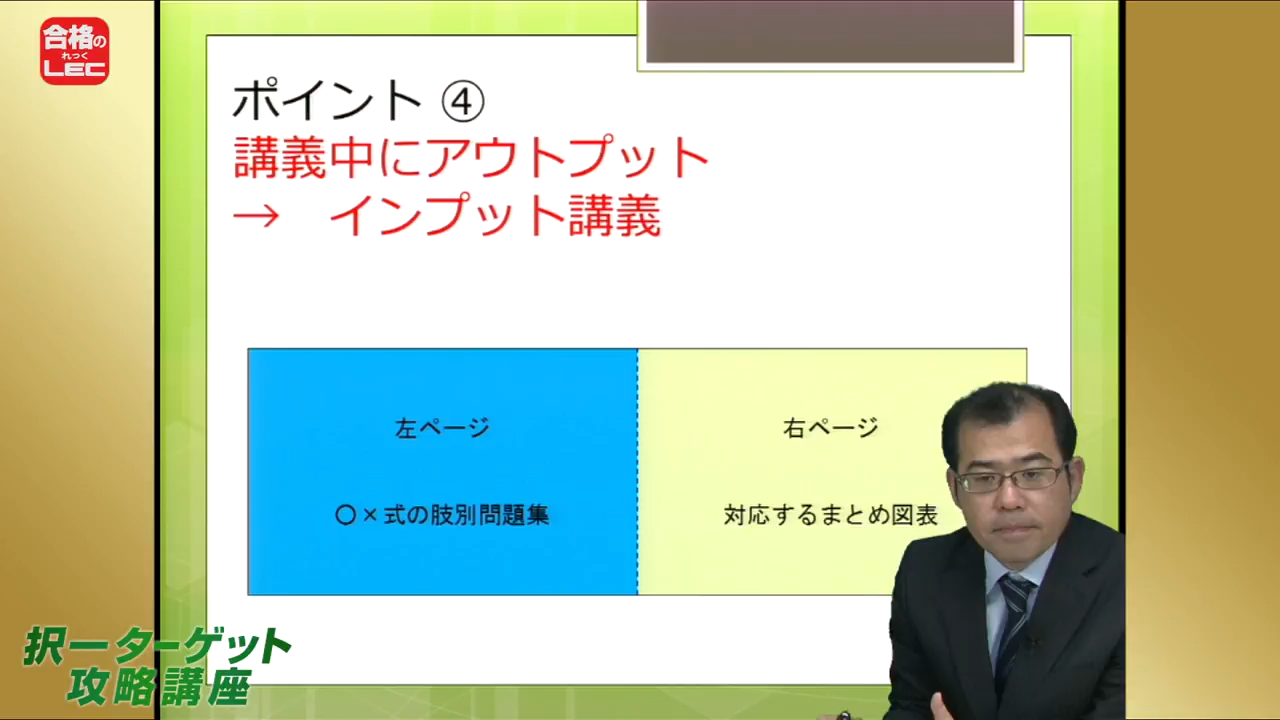 合格の
れっく
LEC
ポイント ④
講義中にアウトプット
→　インプット講義
左ページ
右ページ
〇×式の肢別問題集
対応するまとめ図表
択一ターゲット
攻略講座